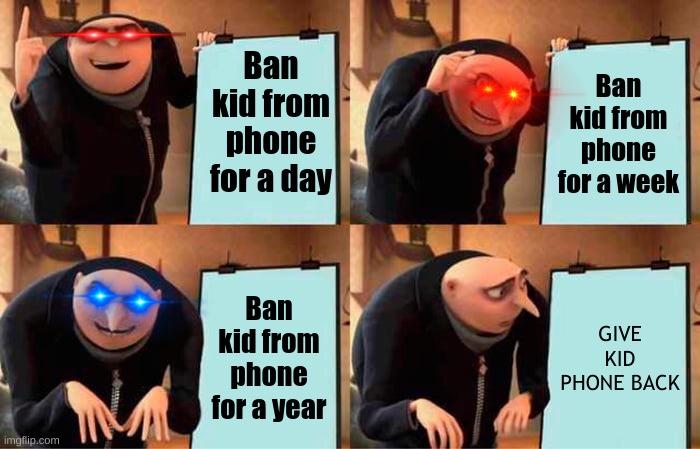 Ban
kid from
phone
for a day
Ban
kid from
phone
for a week
Ban
kid from
phone
for a year
GIVE
KID
PHONE BACK
imgflip.com